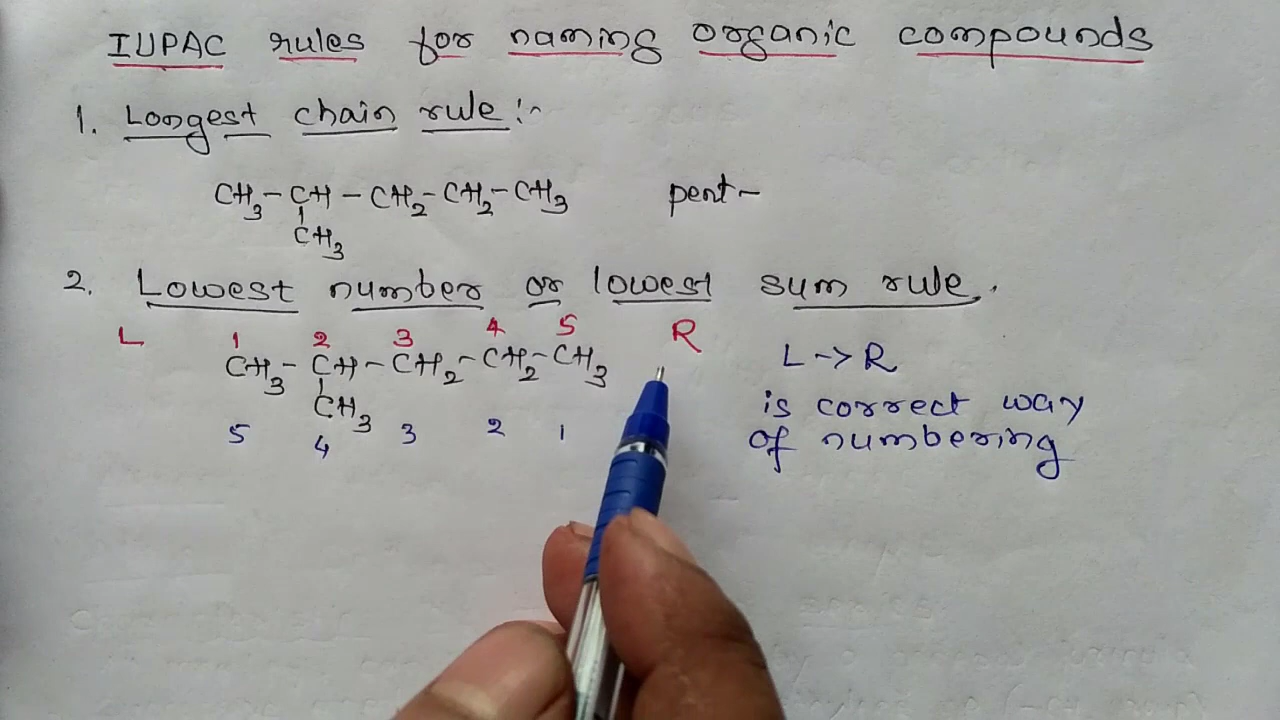 IUPAC rules for naming organic compounds
1. Longest chain rule :-
CH3 - CH - CH2 - CH2 - CH3 pent-
CH3
2. Lowest number or lowest sum rule.
L 1 2 3 4 5 R
CH3 - CH - CH2 - CH2 - CH3 L -> R
CH3 is correct way
5 4 3 2 1 of numbering